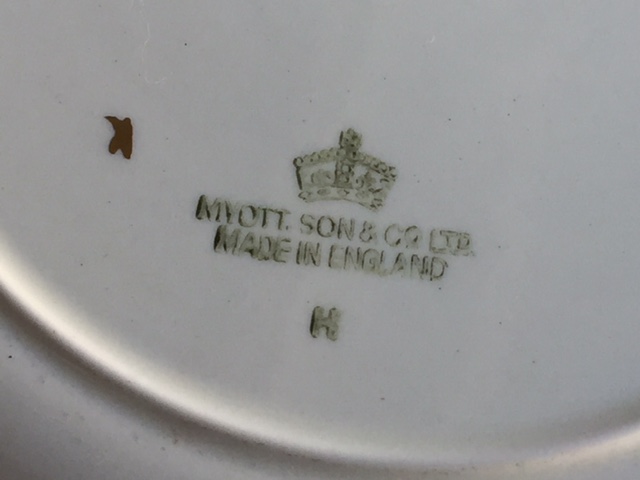 MYOTT. SON & CO LTD.
MADE IN ENGLAND
H